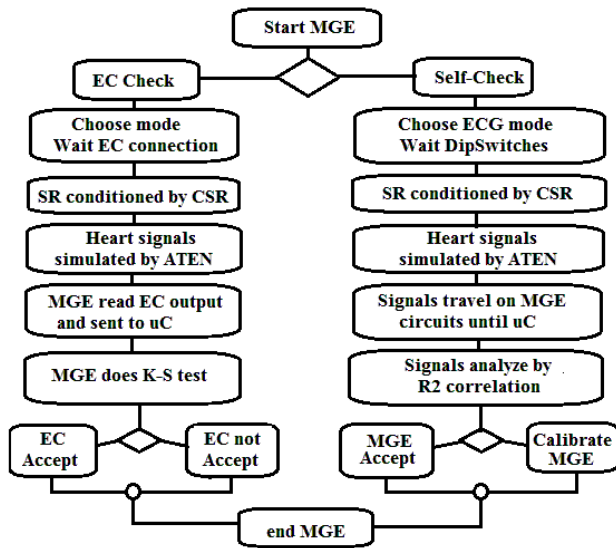 Start MGE
EC Check
Self-Check
Choose mode
Wait EC connection
Choose ECG mode
Wait DipSwitches
SR conditioned by CSR
SR conditioned by CSR
Heart signals
simulated by ATEN
Heart signals
simulated by ATEN
MGE read EC output
and sent to uC
Signals travel on MGE
circuits until uC
MGE does K-S test
Signals analyze by
R2 correlation
EC
Accept
EC not
Accept
MGE
Accept
Calibrate
MGE
end MGE